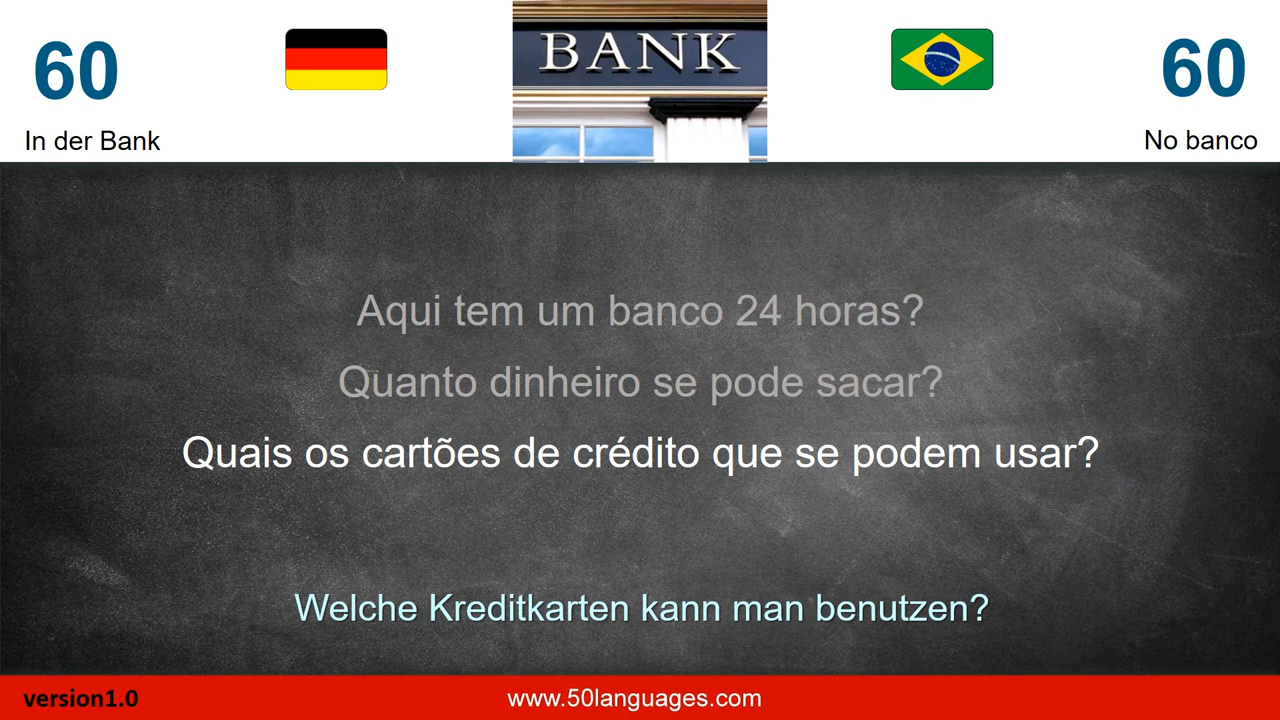 60
BANK
60
In der Bank
No banco
Aqui tem um banco 24 horas?
Quanto dinheiro se pode sacar?
Quais os cartões de crédito que se podem usar?
Welche Kreditkarten kann man benutzen?
version1.0
www.50languages.com